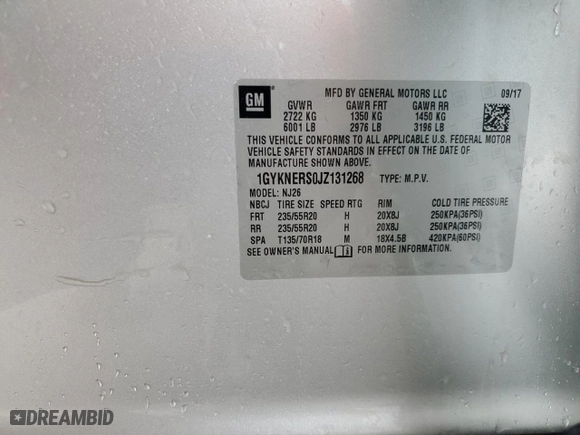 GM
MFD BY GENERAL MOTORS LLC 09/17
GVWR GAWR FRT GAWR RR
2722 KG 1350 KG 1450 KG
6001 LB 2976 LB 3196 LB
THIS VEHICLE CONFORMS TO ALL APPLICABLE U.S. FEDERAL MOTOR
VEHICLE SAFETY STANDARDS IN EFFECT ON THE DATE OF
MANUFACTURE SHOWN ABOVE.
1GYKNERS0JZ131268 TYPE: M.P.V.
MODEL: NJ26
NBCJ TIRE SIZE SPEED RTG RIM COLD TIRE PRESSURE
FRT 235/55R20 H 20X8J 250KPA(36PSI)
RR 235/55R20 H 20X8J 250KPA(36PSI)
SPA T135/70R18 M 18X4.5B 420KPA(60PSI)
SEE OWNER'S MANUAL FOR MORE INFORMATION.
DREAMBID